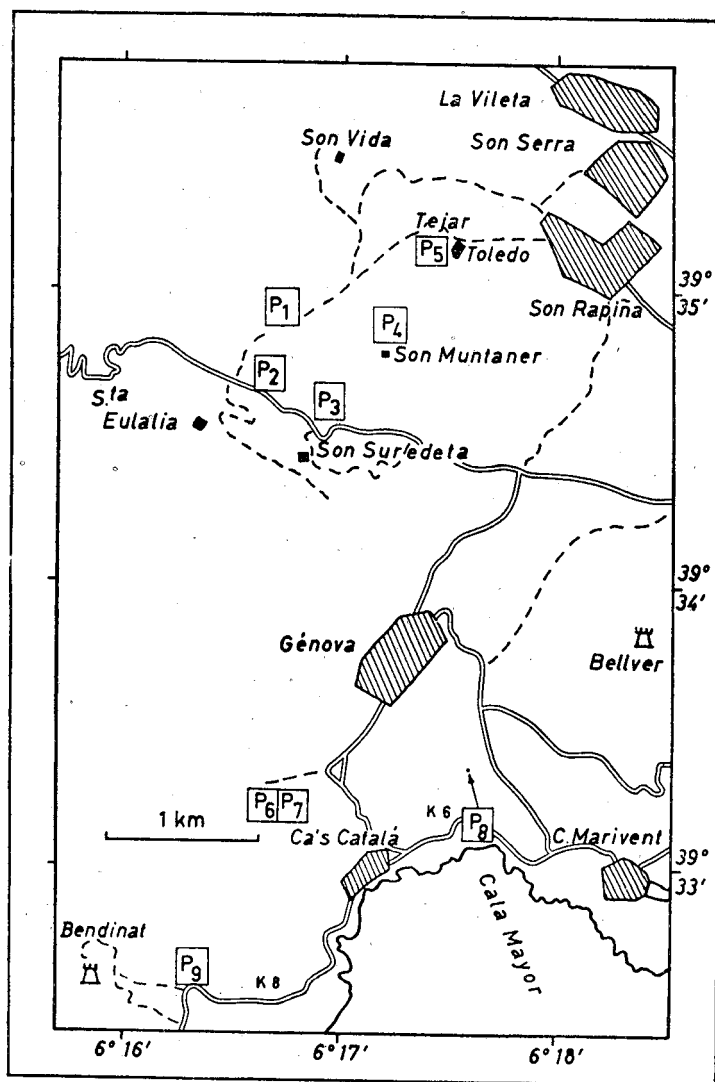 La Vileta
Son Vida
Son Serra
Tejar
P5
Toledo
39°
35'
P1
P4
Son Rapiña
Son Muntaner
P2
S.ta
Eulalia
P3
Son Suredeta
39°
34'
Génova
Bellver
P6 P7
1 km
K 6
P8
Ca's Catalá
C. Marivent
39°
33'
Cala Mayor
Bendinat
P9
K 8
6° 16'
6° 17'
6° 18'